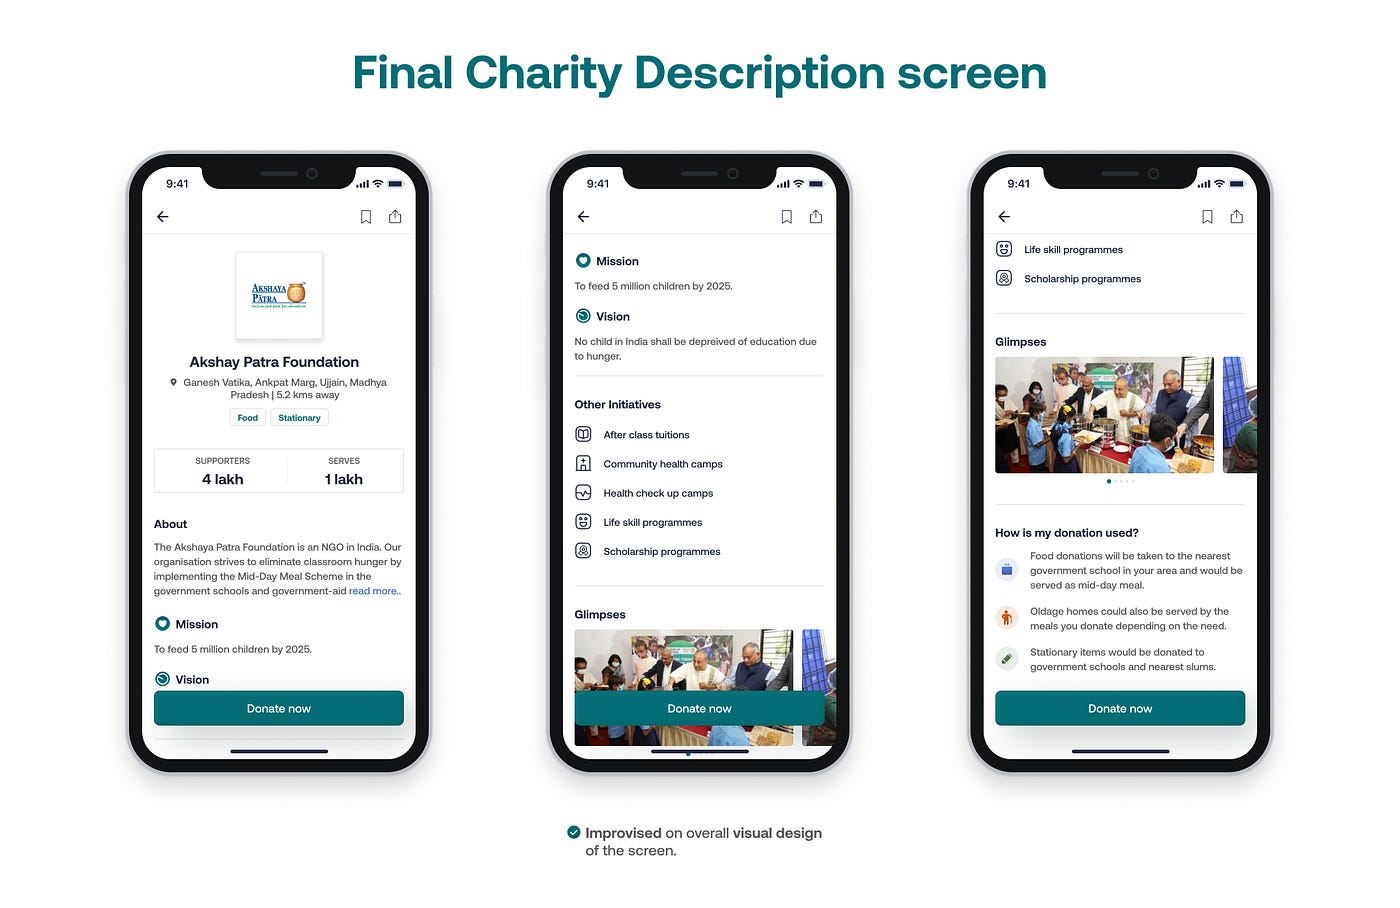 Final Charity Description screen
9:41
AKSHAYA
PATRA
Akshay Patra Foundation
Ganesh Vatika, Ankpat Marg, Ujjain, Madhya
Pradesh | 5.2 kms away
Food Stationary
SUPPORTERS SERVES
4 lakh 1 lakh
About
The Akshaya Patra Foundation is an NGO in India. Our
organisation strives to eliminate classroom hunger by
implementing the Mid-Day Meal Scheme in the
government schools and government-aid read more..
Mission
To feed 5 million children by 2025.
Vision
Donate now
9:41
Mission
To feed 5 million children by 2025.
Vision
No child in India shall be depreived of education due
to hunger.
Other Initiatives
After class tuitions
Community health camps
Health check up camps
Life skill programmes
Scholarship programmes
Glimpses
Donate now
9:41
Life skill programmes
Scholarship programmes
Glimpses
How is my donation used?
Food donations will be taken to the nearest
government school in your area and would be
served as mid-day meal.
Oldage homes could also be served by the
meals you donate depending on the need.
Stationary items would be donated to
government schools and nearest slums.
Donate now
Improvised on overall visual design
of the screen.